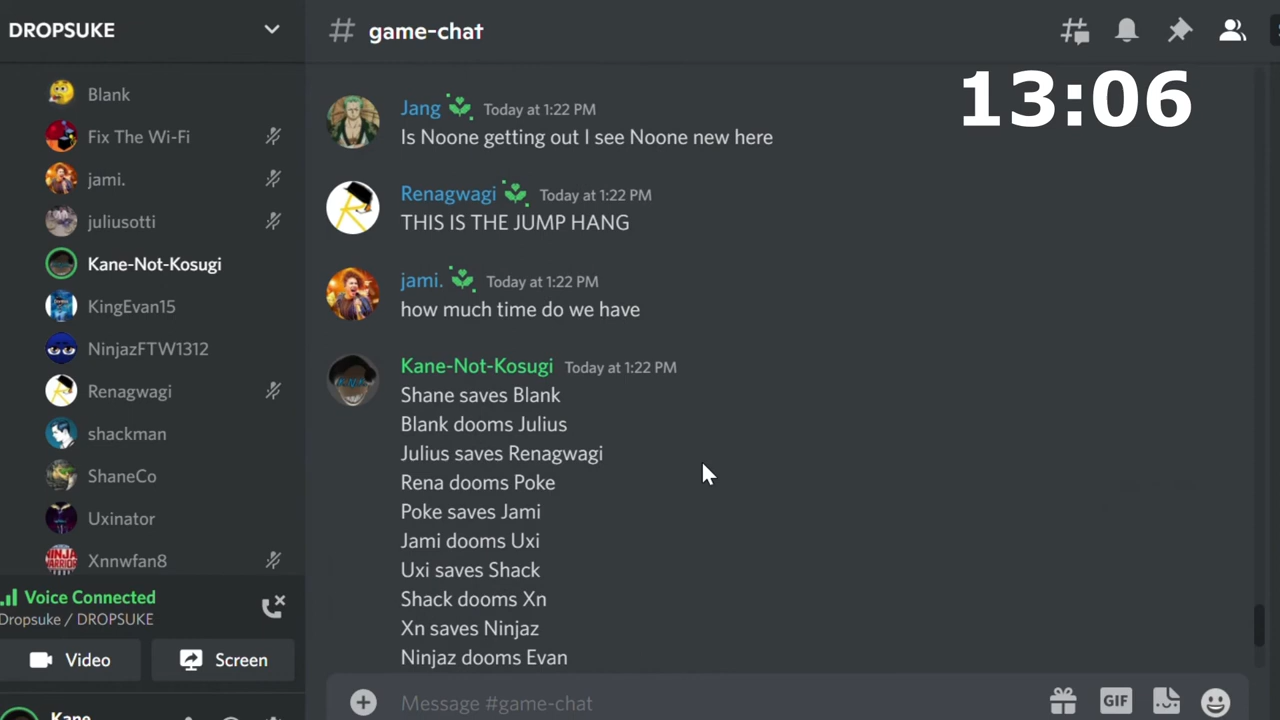 DROPSUKE
Blank
Fix The Wi-Fi
jami.
juliusotti
Kane-Not-Kosugi
KingEvan15
NinjazFTW1312
Renagwagi
shackman
ShaneCo
Uxinator
Xnnwfan8
Voice Connected
Dropsuke / DROPSUKE
Video
Screen
Kane
# game-chat
13:06
Jang Today at 1:22 PM
Is Noone getting out I see Noone new here
Renagwagi Today at 1:22 PM
THIS IS THE JUMP HANG
jami. Today at 1:22 PM
how much time do we have
Kane-Not-Kosugi Today at 1:22 PM
Shane saves Blank
Blank dooms Julius
Julius saves Renagwagi
Rena dooms Poke
Poke saves Jami
Jami dooms Uxi
Uxi saves Shack
Shack dooms Xn
Xn saves Ninjaz
Ninjaz dooms Evan
Message #game-chat
GIF